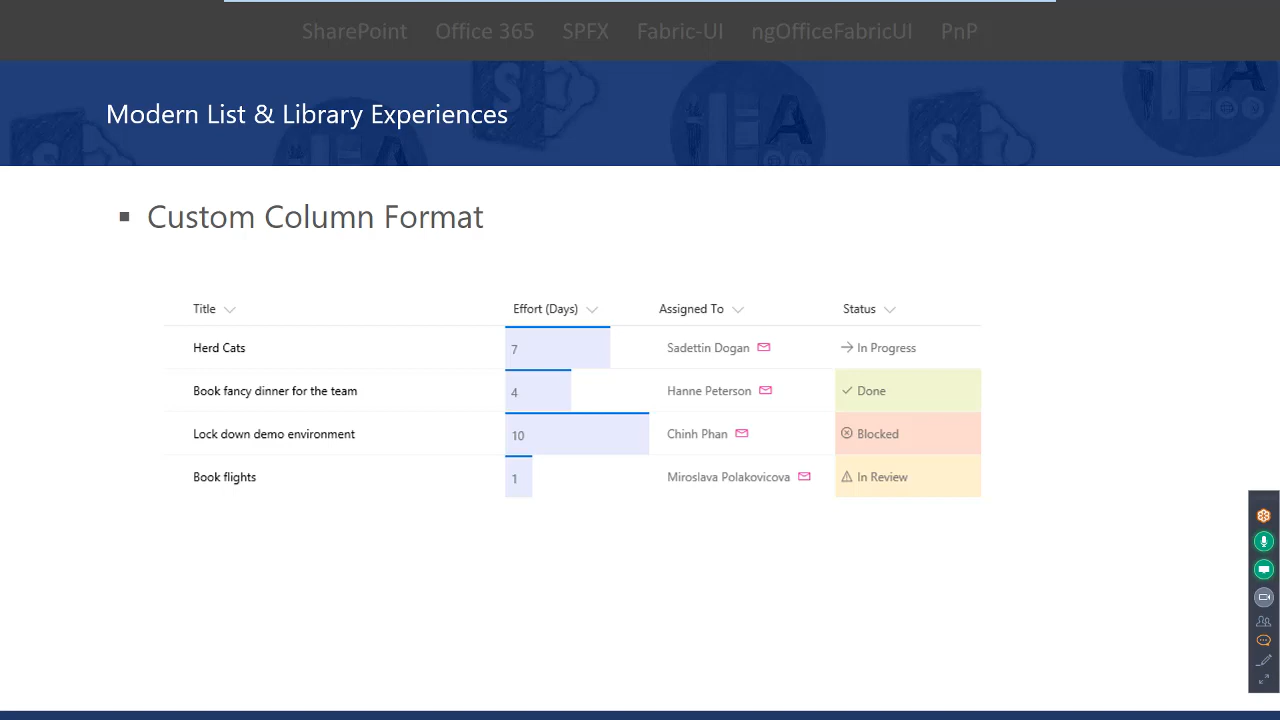 SharePoint Office 365 SPFX Fabric-UI ngOfficeFabricUI PnP
Modern List & Library Experiences
▪ Custom Column Format
Title Effort (Days) Assigned To Status
Herd Cats 7 Sadettin Dogan In Progress
Book fancy dinner for the team 4 Hanne Peterson Done
Lock down demo environment 10 Chinh Phan Blocked
Book flights 1 Miroslava Polakovicova In Review